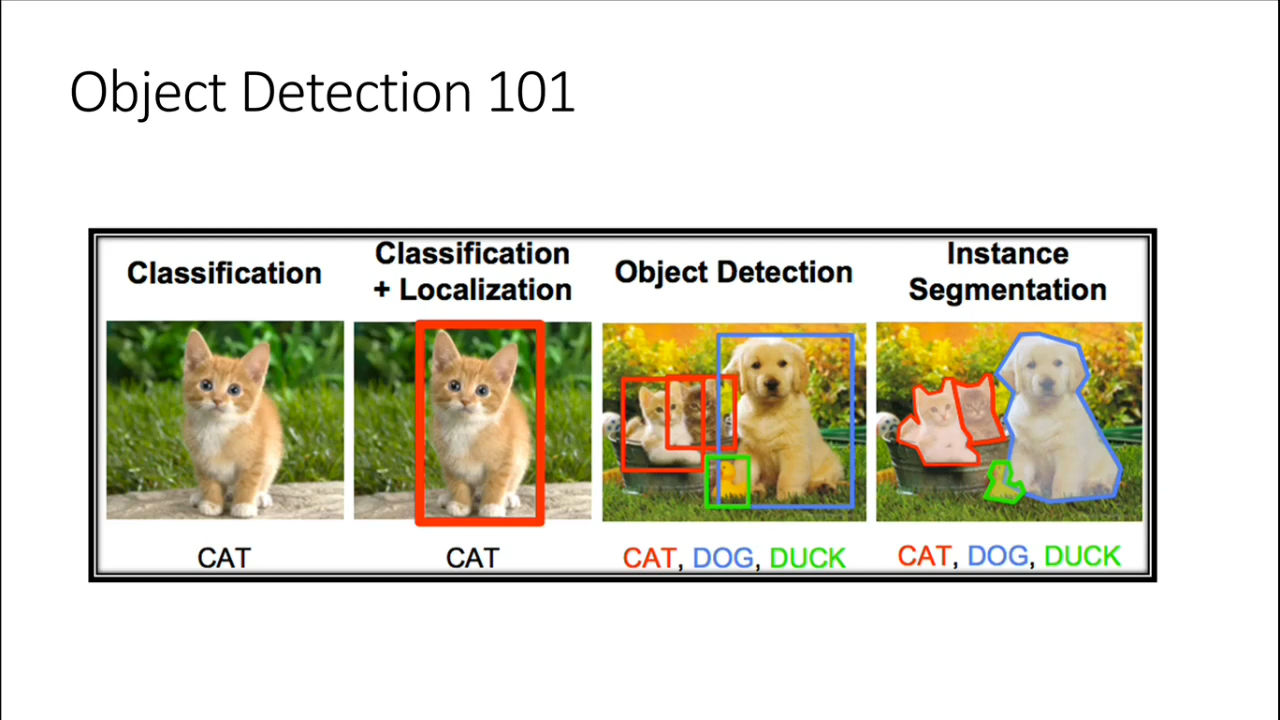 Object Detection 101
Classification
Classification
+ Localization
Object Detection
Instance
Segmentation
CAT
CAT
CAT, DOG, DUCK
CAT, DOG, DUCK